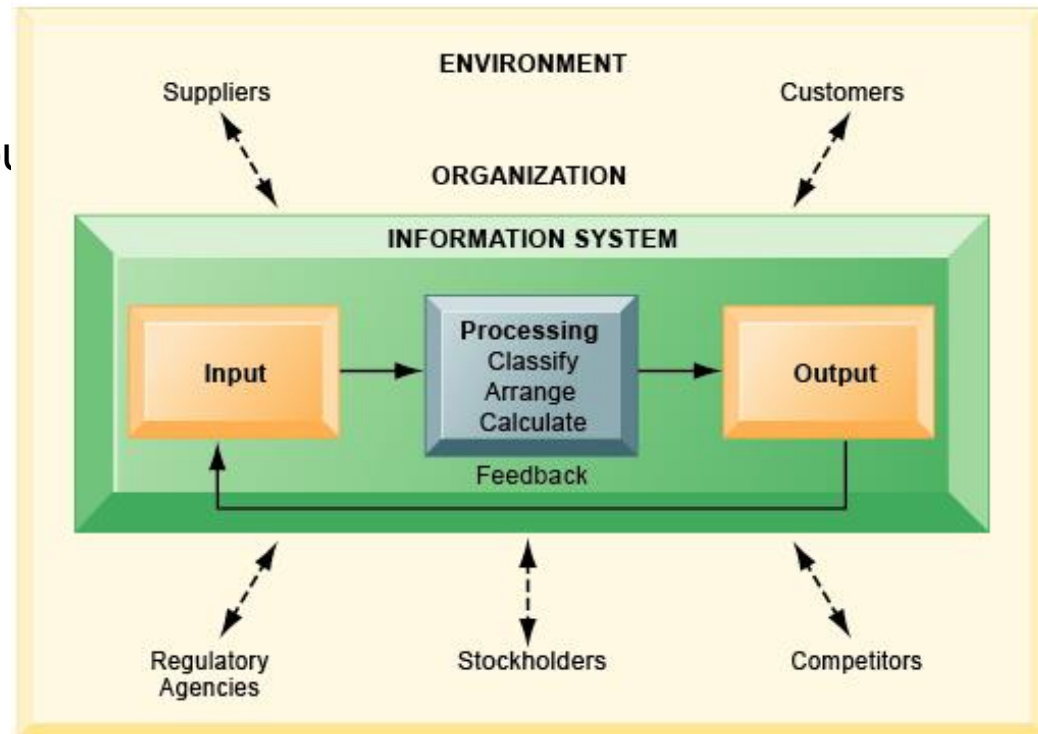 ENVIRONMENT
Suppliers
Customers
ORGANIZATION
INFORMATION SYSTEM
Input
Processing
Classify
Arrange
Calculate
Output
Feedback
Regulatory
Agencies
Stockholders
Competitors